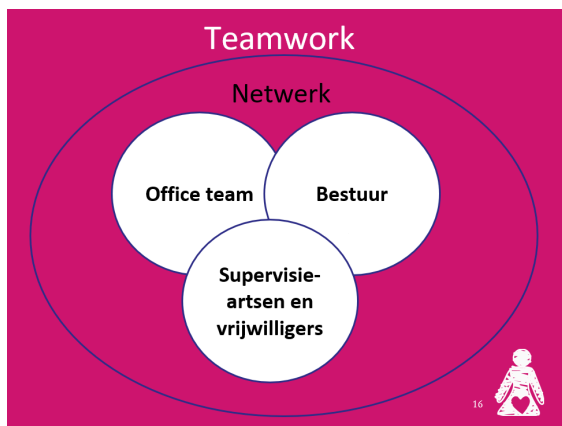 Teamwork
Netwerk
Office team
Bestuur
Supervisie-
artsen en
vrijwilligers
16